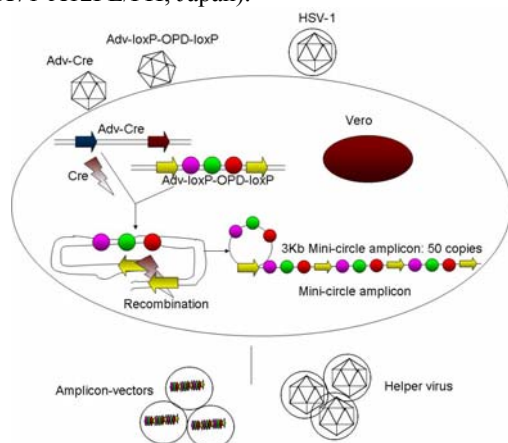 HSV-1
Adv-loxP-OPD-loxP
Adv-Cre
Vero
Adv-Cre
Cre
Adv-loxP-OPD-loxP
3Kb Mini-circle amplicon: 50 copies
Recombination
Mini-circle amplicon
Amplicon-vectors
Helper virus